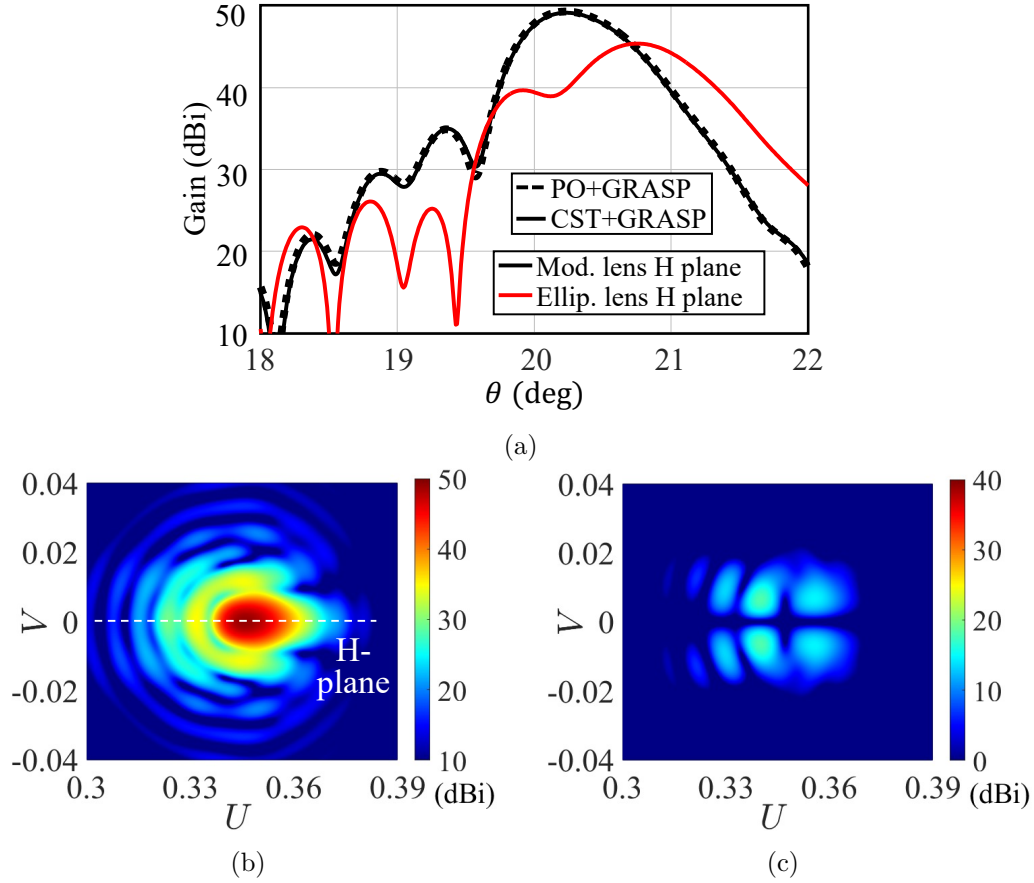 50
40
30
20
10
Gain (dBi)
PO+GRASP
CST+GRASP
Mod. lens H plane
Ellip. lens H plane
18 19 20 21 22
θ (deg)
(a)
0.04
0.02
0
-0.02
-0.04
V
H-
plane
0.3 0.33 0.36 0.39
U
50
40
30
20
10
(dBi)
(b)
0.04
0.02
0
-0.02
-0.04
V
0.3 0.33 0.36 0.39
U
40
30
20
10
0
(dBi)
(c)